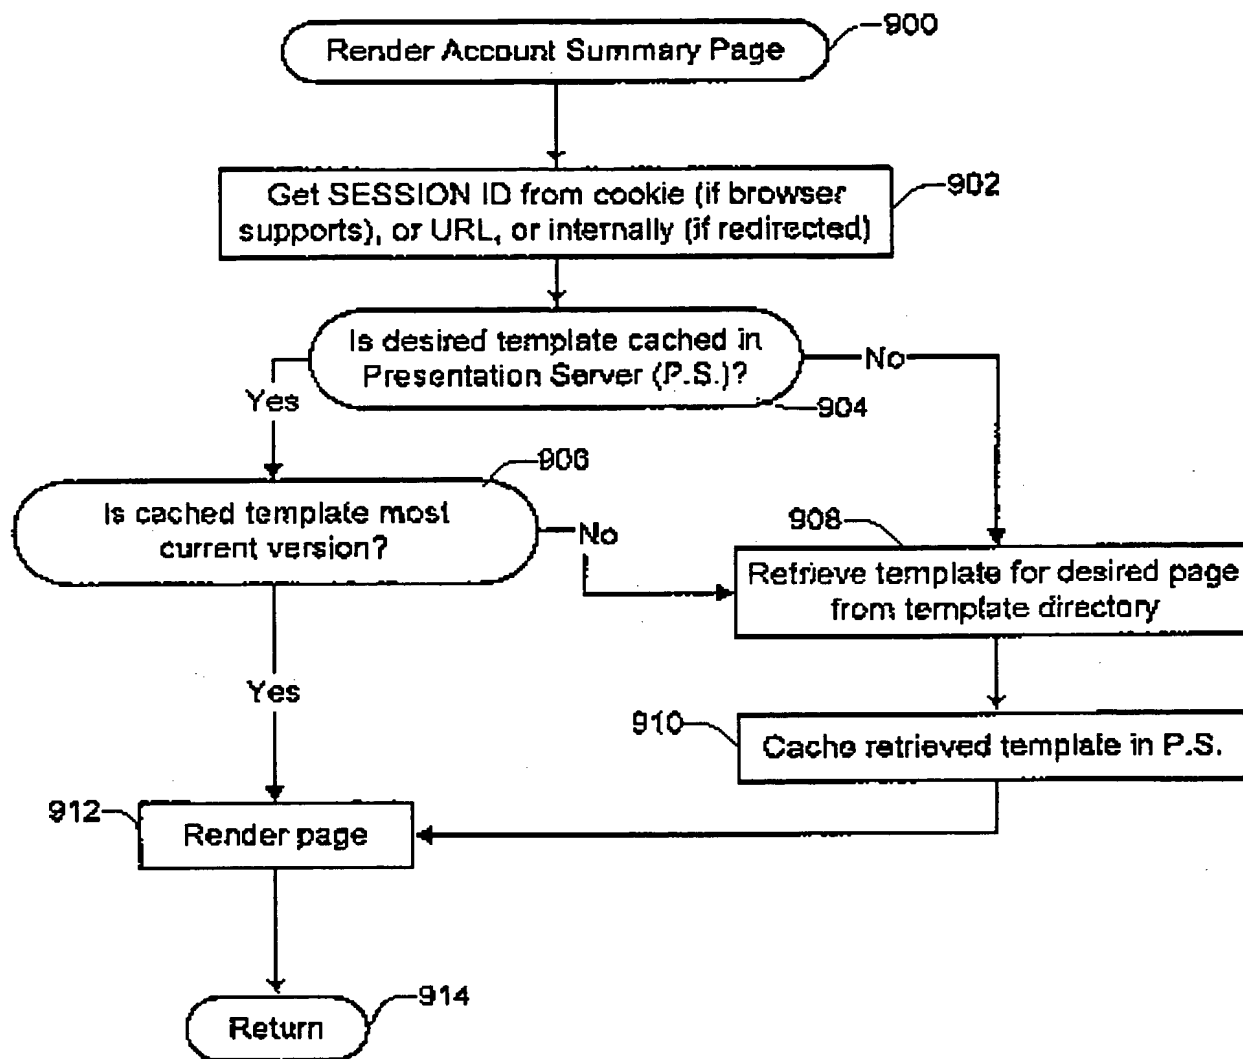 900
Render Account Summary Page
902
Get SESSION ID from cookie (if browser
supports), or URL, or internally (if redirected)
Is desired template cached in
Presentation Server (P.S.)?
No
Yes
904
906
Is cached template most
current version?
No
908
Retrieve template for desired page
from template directory
Yes
910
Cache retrieved template in P.S.
912
Render page
914
Return